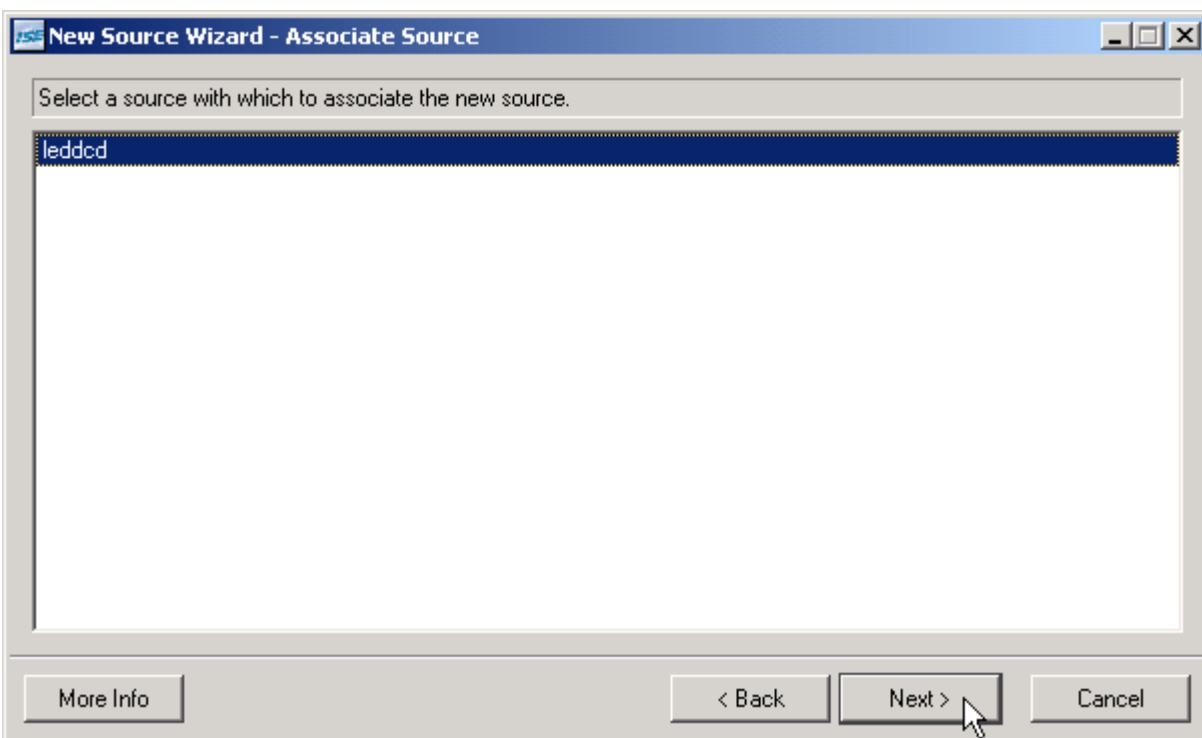 ISE New Source Wizard - Associate Source
Select a source with which to associate the new source.
leddcd
More Info < Back Next > Cancel